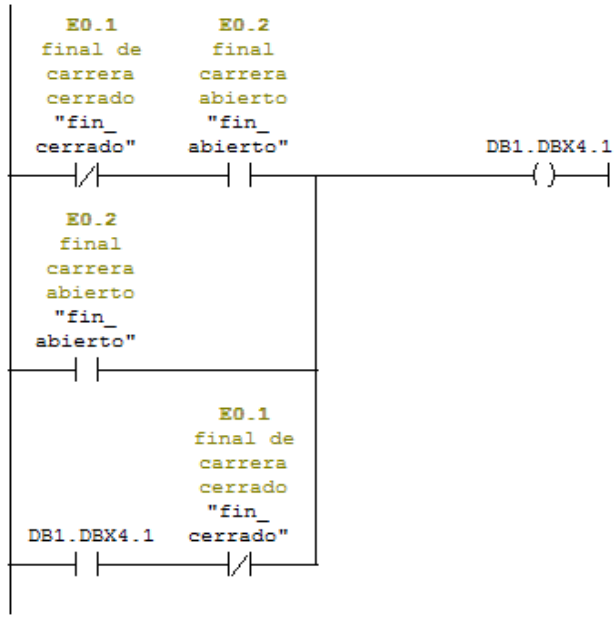 E0.1
final de
carrera
cerrado
"fin_
cerrado"
E0.2
final
carrera
abierto
"fin_
abierto"
DB1.DBX4.1
E0.2
final
carrera
abierto
"fin_
abierto"
DB1.DBX4.1
E0.1
final de
carrera
cerrado
"fin_
cerrado"